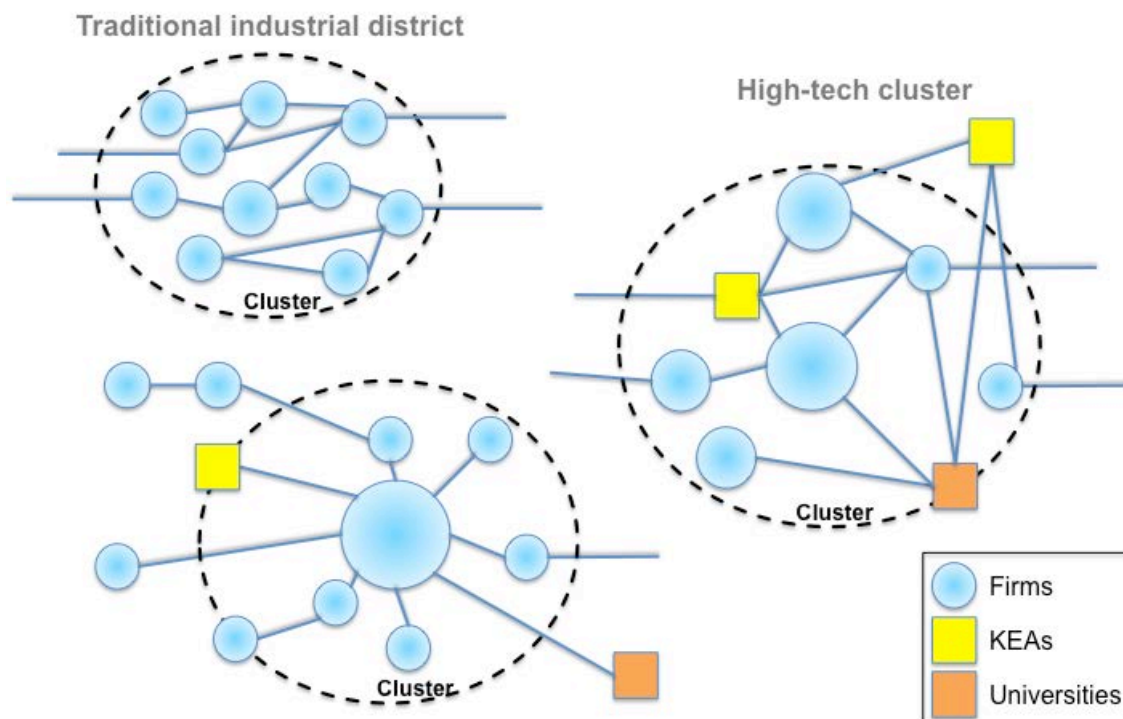 Traditional industrial district
Cluster
High-tech cluster
Cluster
Cluster
Firms
KEAs
Universities